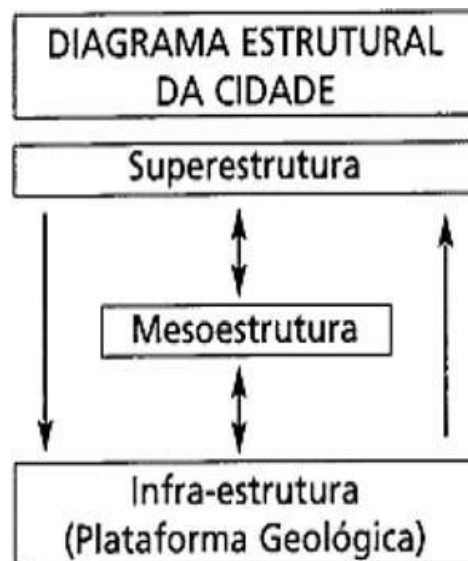 DIAGRAMA ESTRUTURAL
DA CIDADE
Superestrutura
Mesoestrutura
Infra-estrutura
(Plataforma Geológica)